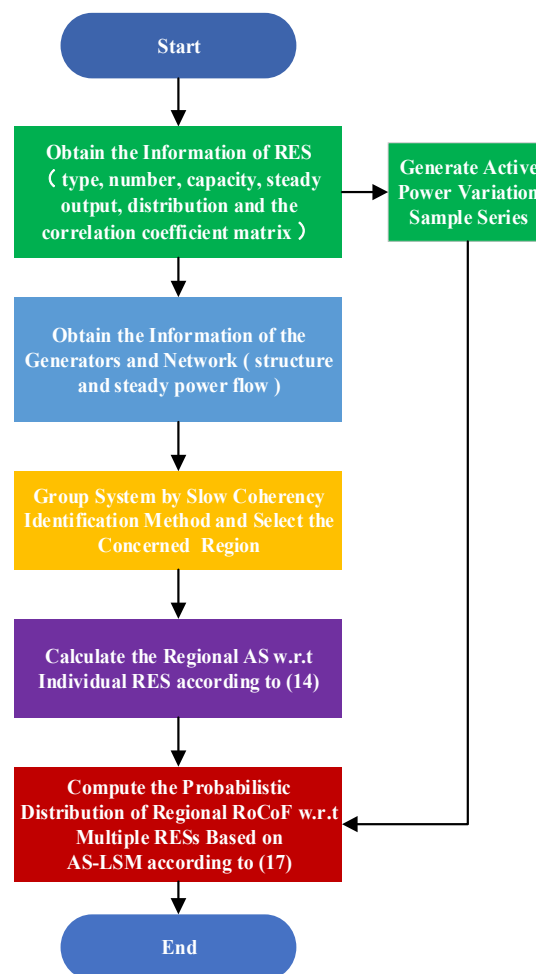 Start
Obtain the Information of RES
( type, number, capacity, steady
output, distribution and the
correlation coefficient matrix )
Generate Active
Power Variation
Sample Series
Obtain the Information of the
Generators and Network ( structure
and steady power flow )
Group System by Slow Coherency
Identification Method and Select the
Concerned Region
Calculate the Regional AS w.r.t
Individual RES according to (14)
Compute the Probabilistic
Distribution of Regional RoCoF w.r.t
Multiple RESs Based on
AS-LSM according to (17)
End